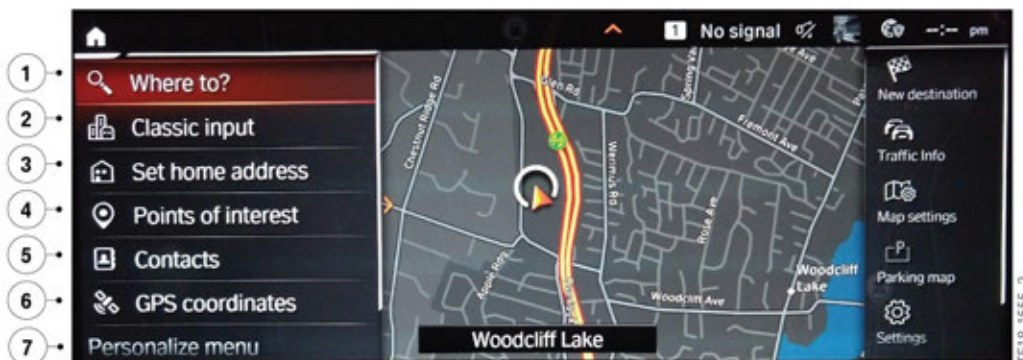 1 No signal --:-- pm
1 Where to?
2 Classic input
3 Set home address
4 Points of interest
5 Contacts
6 GPS coordinates
7 Personalize menu
New destination
Traffic Info
Map settings
Parking map
Settings
Glen Rd
Chestnut Ridge Rd
Fremont Ave
Werimus Rd
Rose Ave
Apple Rdg
Woodcliff Ave
Woodcliff
Lake
Woodcliff Lake